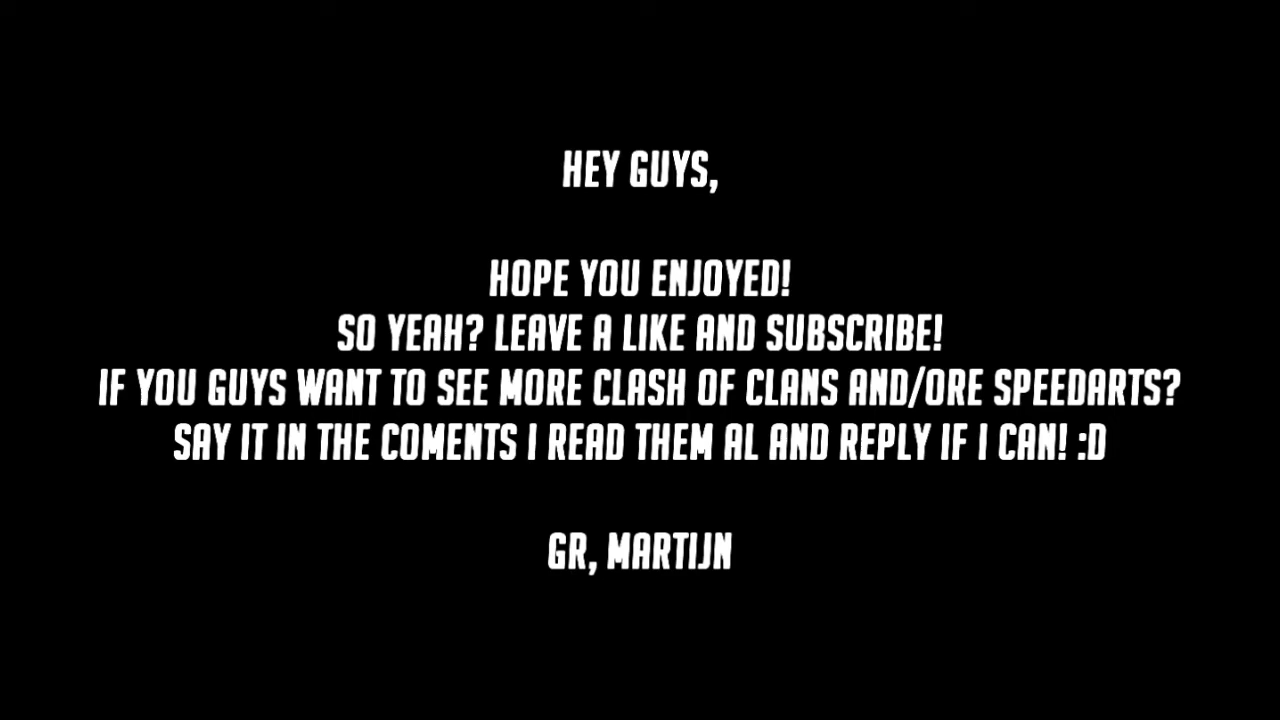 HEY GUYS,
HOPE YOU ENJOYED!
SO YEAH? LEAVE A LIKE AND SUBSCRIBE!
IF YOU GUYS WANT TO SEE MORE CLASH OF CLANS AND/ORE SPEEDARTS?
SAY IT IN THE COMENTS I READ THEM AL AND REPLY IF I CAN! :D
GR, MARTIJN